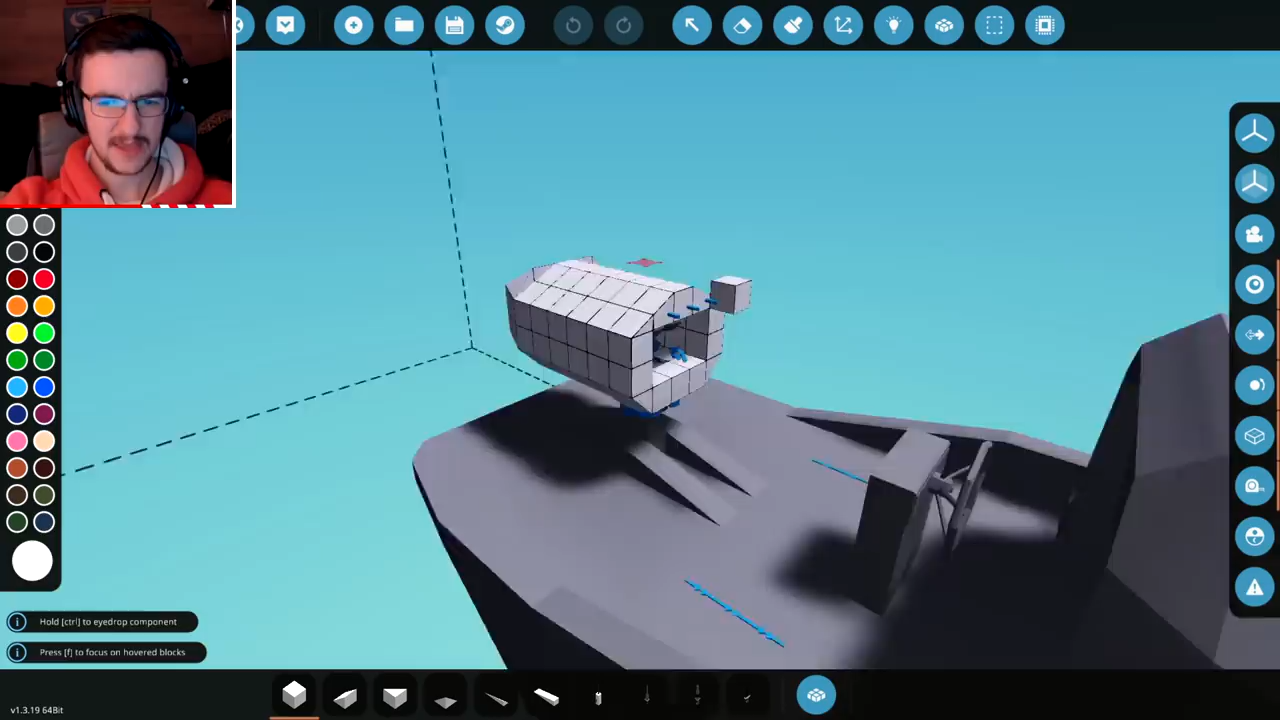 Hold [ctrl] to eyedrop component
Press [f] to focus on hovered blocks
v1.3.19 64Bit